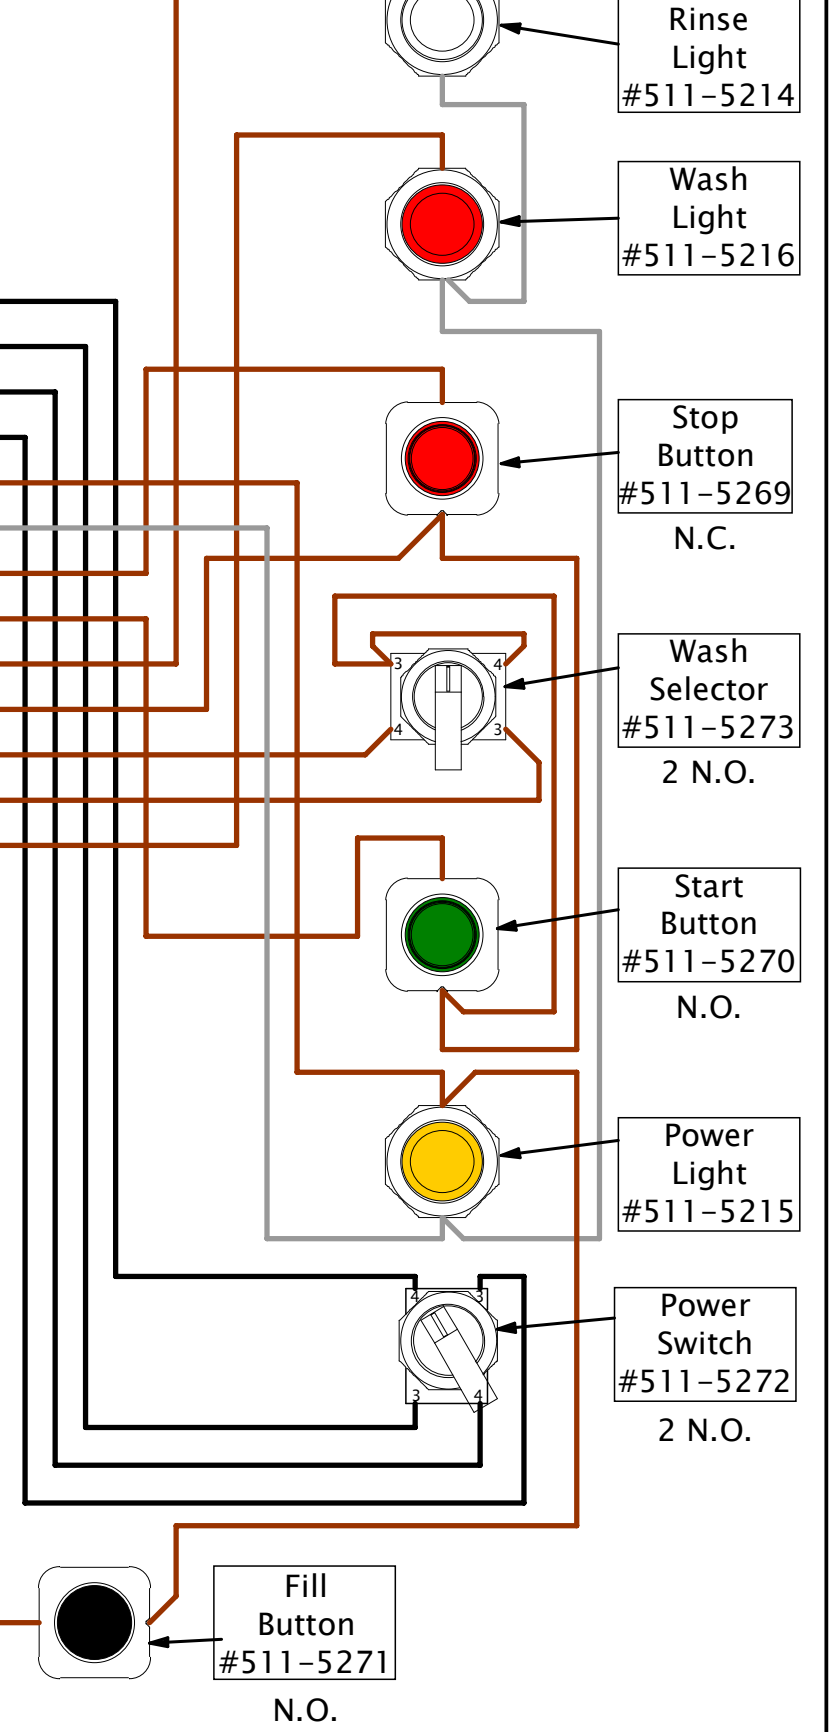 Rinse
Light
#511-5214
Wash
Light
#511-5216
Stop
Button
#511-5269
N.C.
3 4
4 3
Wash
Selector
#511-5273
2 N.O.
Start
Button
#511-5270
N.O.
Power
Light
#511-5215
4 3
3 4
Power
Switch
#511-5272
2 N.O.
Fill
Button
#511-5271
N.O.